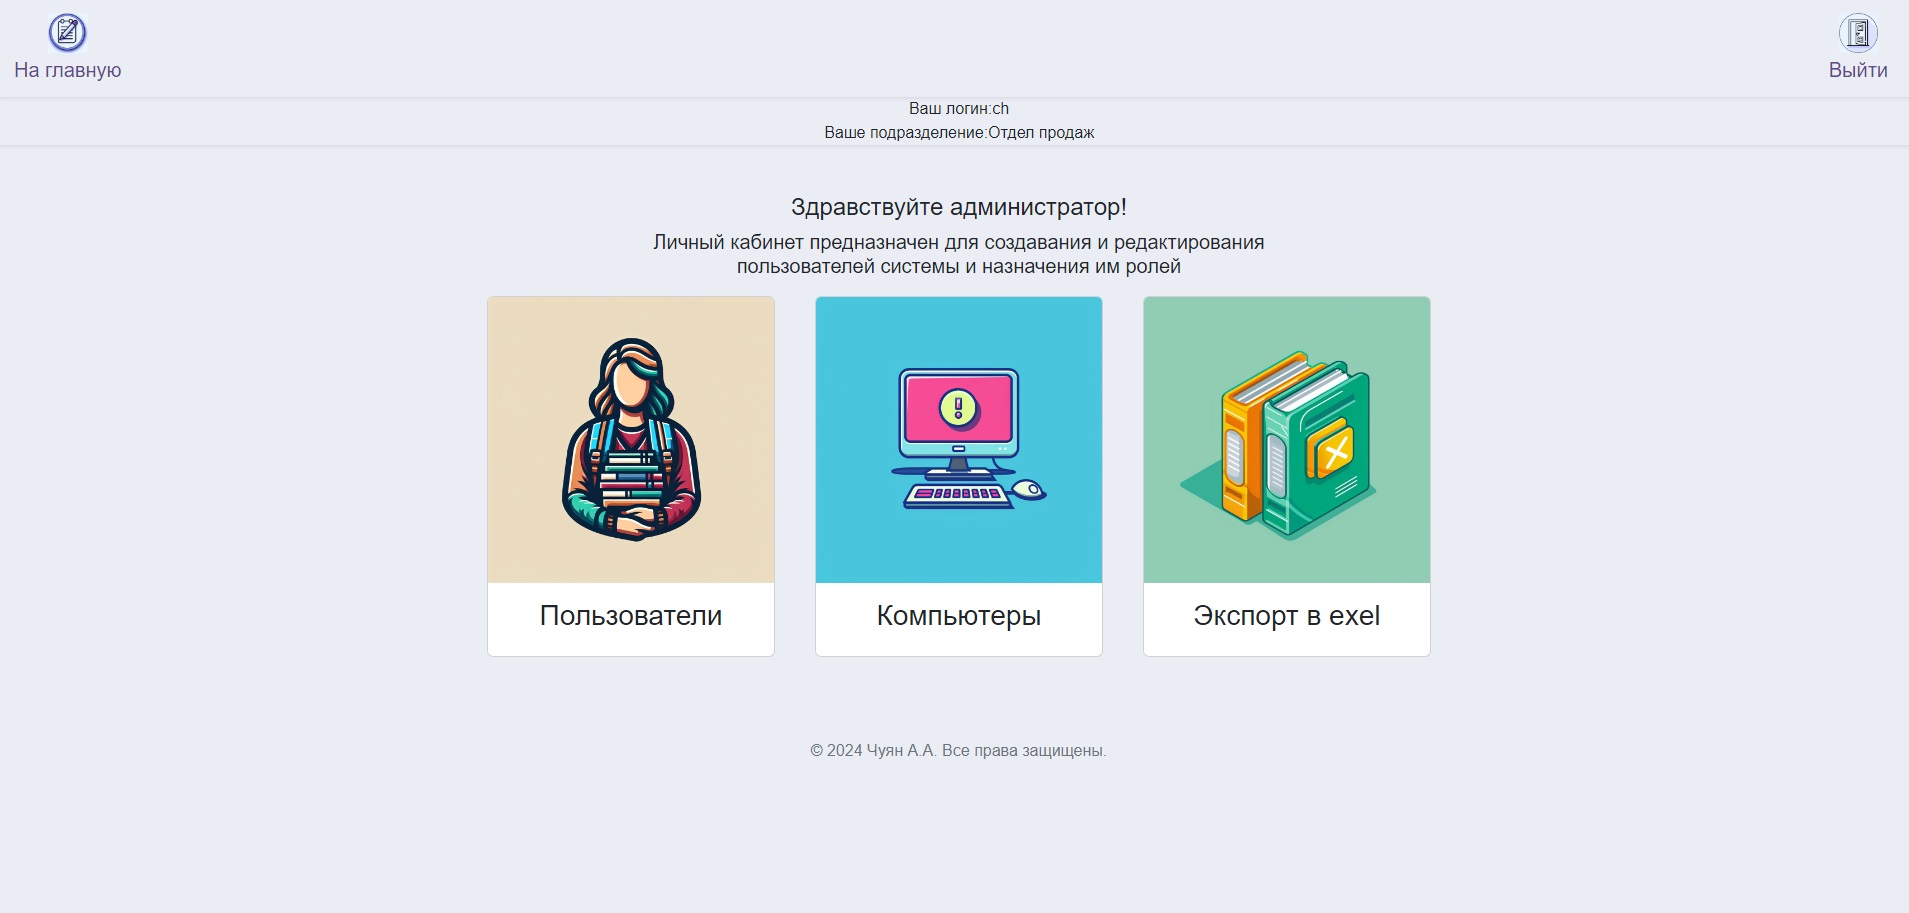 На главную
Выйти
Ваш логин:ch
Ваше подразделение:Отдел продаж
Здравствуйте администратор!
Личный кабинет предназначен для создавания и редактирования
пользователей системы и назначения им ролей
Пользователи
Компьютеры
Экспорт в exel
© 2024 Чуян А.А. Все права защищены.